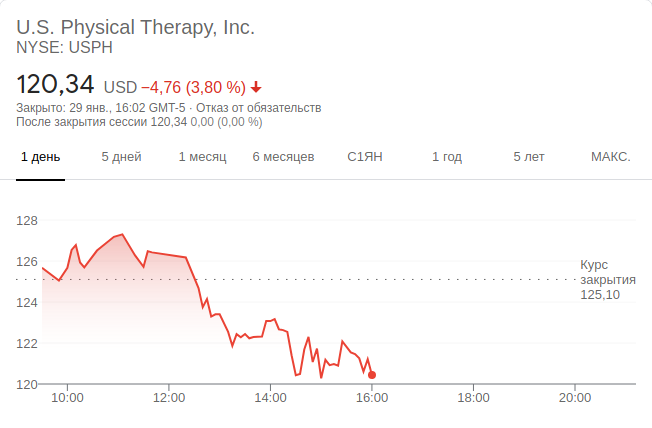 U.S. Physical Therapy, Inc.
NYSE: USPH
120,34 USD −4,76 (3,80 %)
Закрыто: 29 янв., 16:02 GMT-5 · Отказ от обязательств
После закрытия сессии 120,34 0,00 (0,00 %)
1 день 5 дней 1 месяц 6 месяцев С1ЯН 1 год 5 лет МАКС.
128
126
124
122
120
Курс
закрытия
125,10
10:00 12:00 14:00 16:00 18:00 20:00